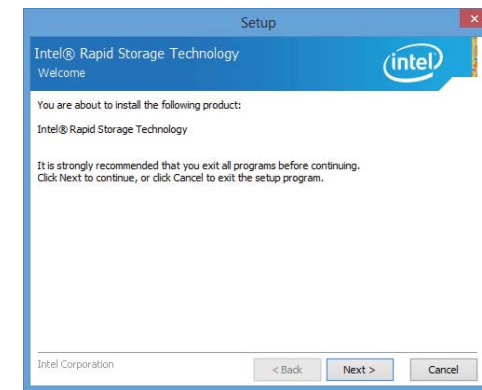 Setup
Intel® Rapid Storage Technology
Welcome
intel
You are about to install the following product:
Intel® Rapid Storage Technology
It is strongly recommended that you exit all programs before continuing.
Click Next to continue, or click Cancel to exit the setup program.
Intel Corporation
< Back
Next >
Cancel